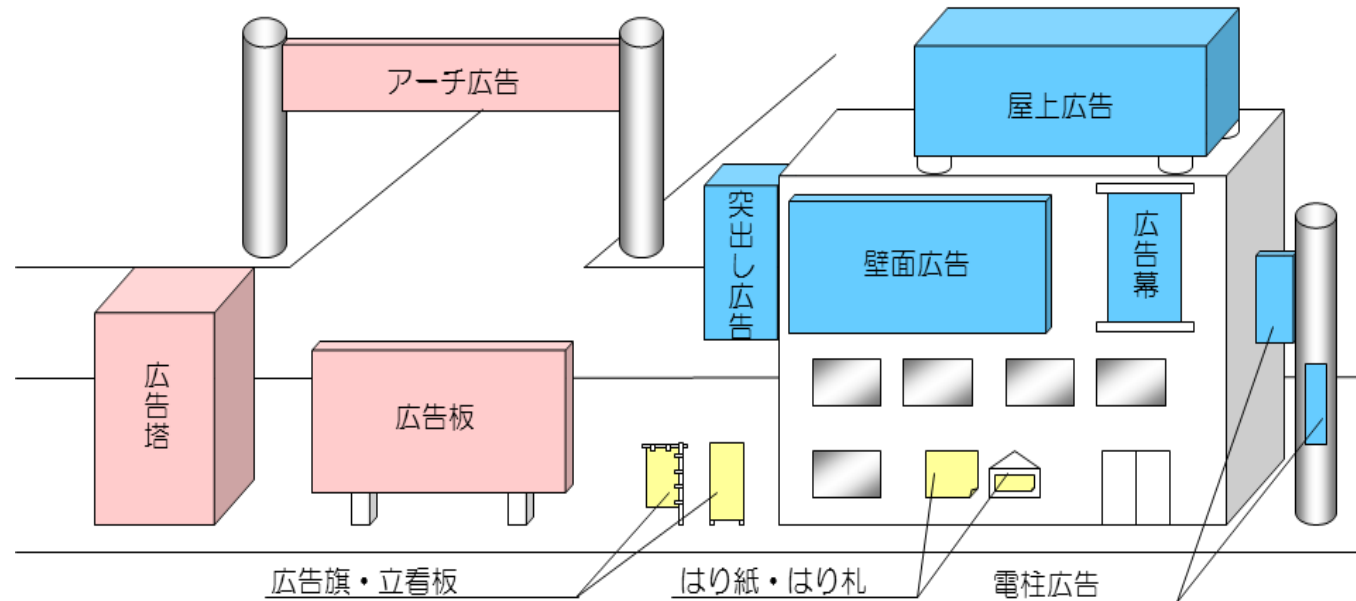 アーチ広告
屋上広告
突出し広告
壁面広告
広告幕
広告塔
広告板
広告旗・立看板
はり紙・はり札
電柱広告